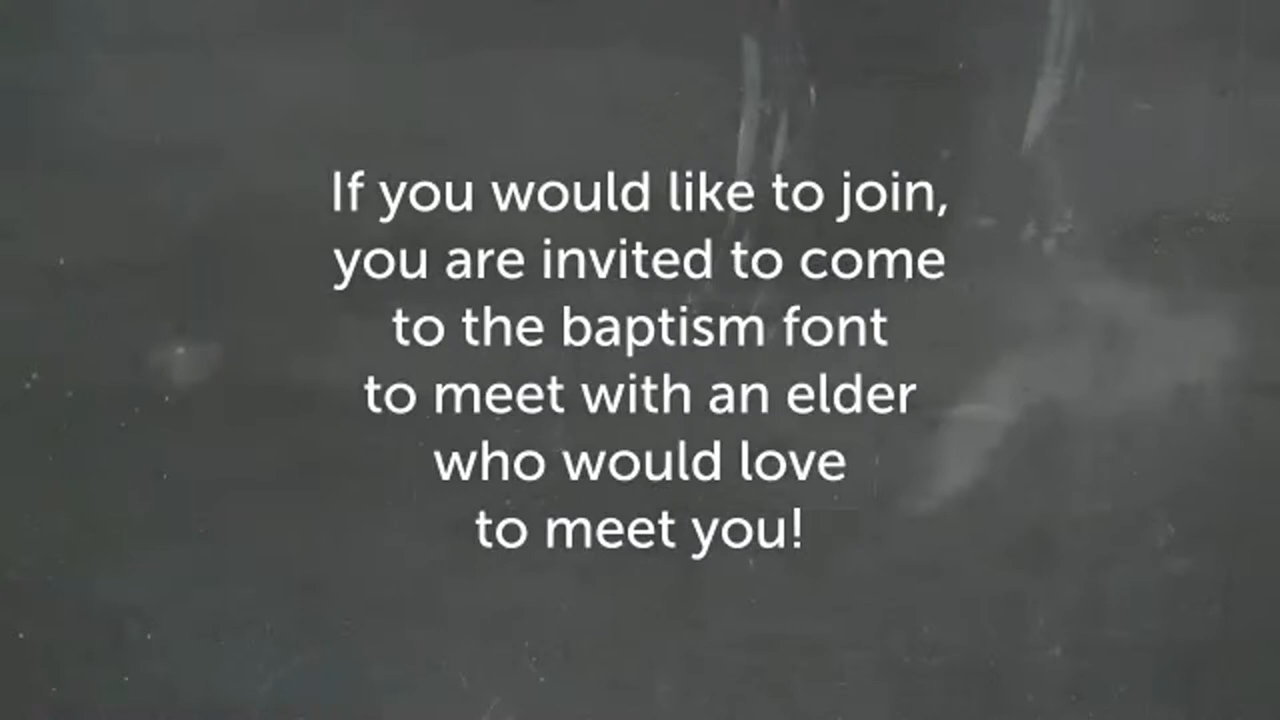 If you would like to join,
you are invited to come
to the baptism font
to meet with an elder
who would love
to meet you!